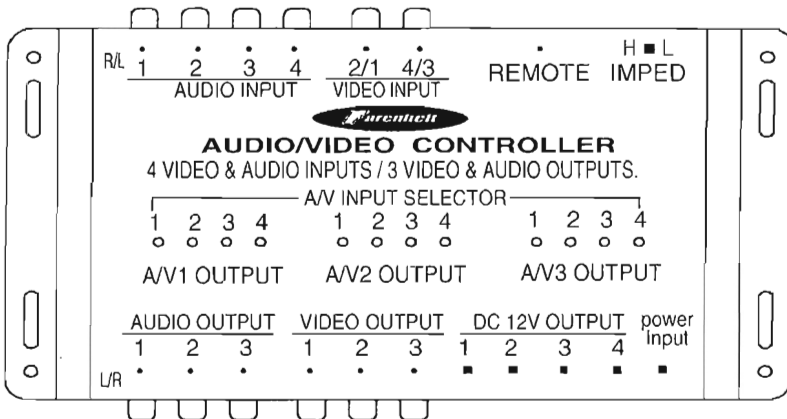 H ■ L
R/L 1 2 3 4 2/1 4/3 REMOTE IMPED
AUDIO INPUT VIDEO INPUT
Farenheit
AUDIO/VIDEO CONTROLLER
4 VIDEO & AUDIO INPUTS / 3 VIDEO & AUDIO OUTPUTS.
A/V INPUT SELECTOR
1 2 3 4 1 2 3 4 1 2 3 4
A/V1 OUTPUT A/V2 OUTPUT A/V3 OUTPUT
AUDIO OUTPUT VIDEO OUTPUT DC 12V OUTPUT power
1 2 3 1 2 3 1 2 3 4 Input
L/R